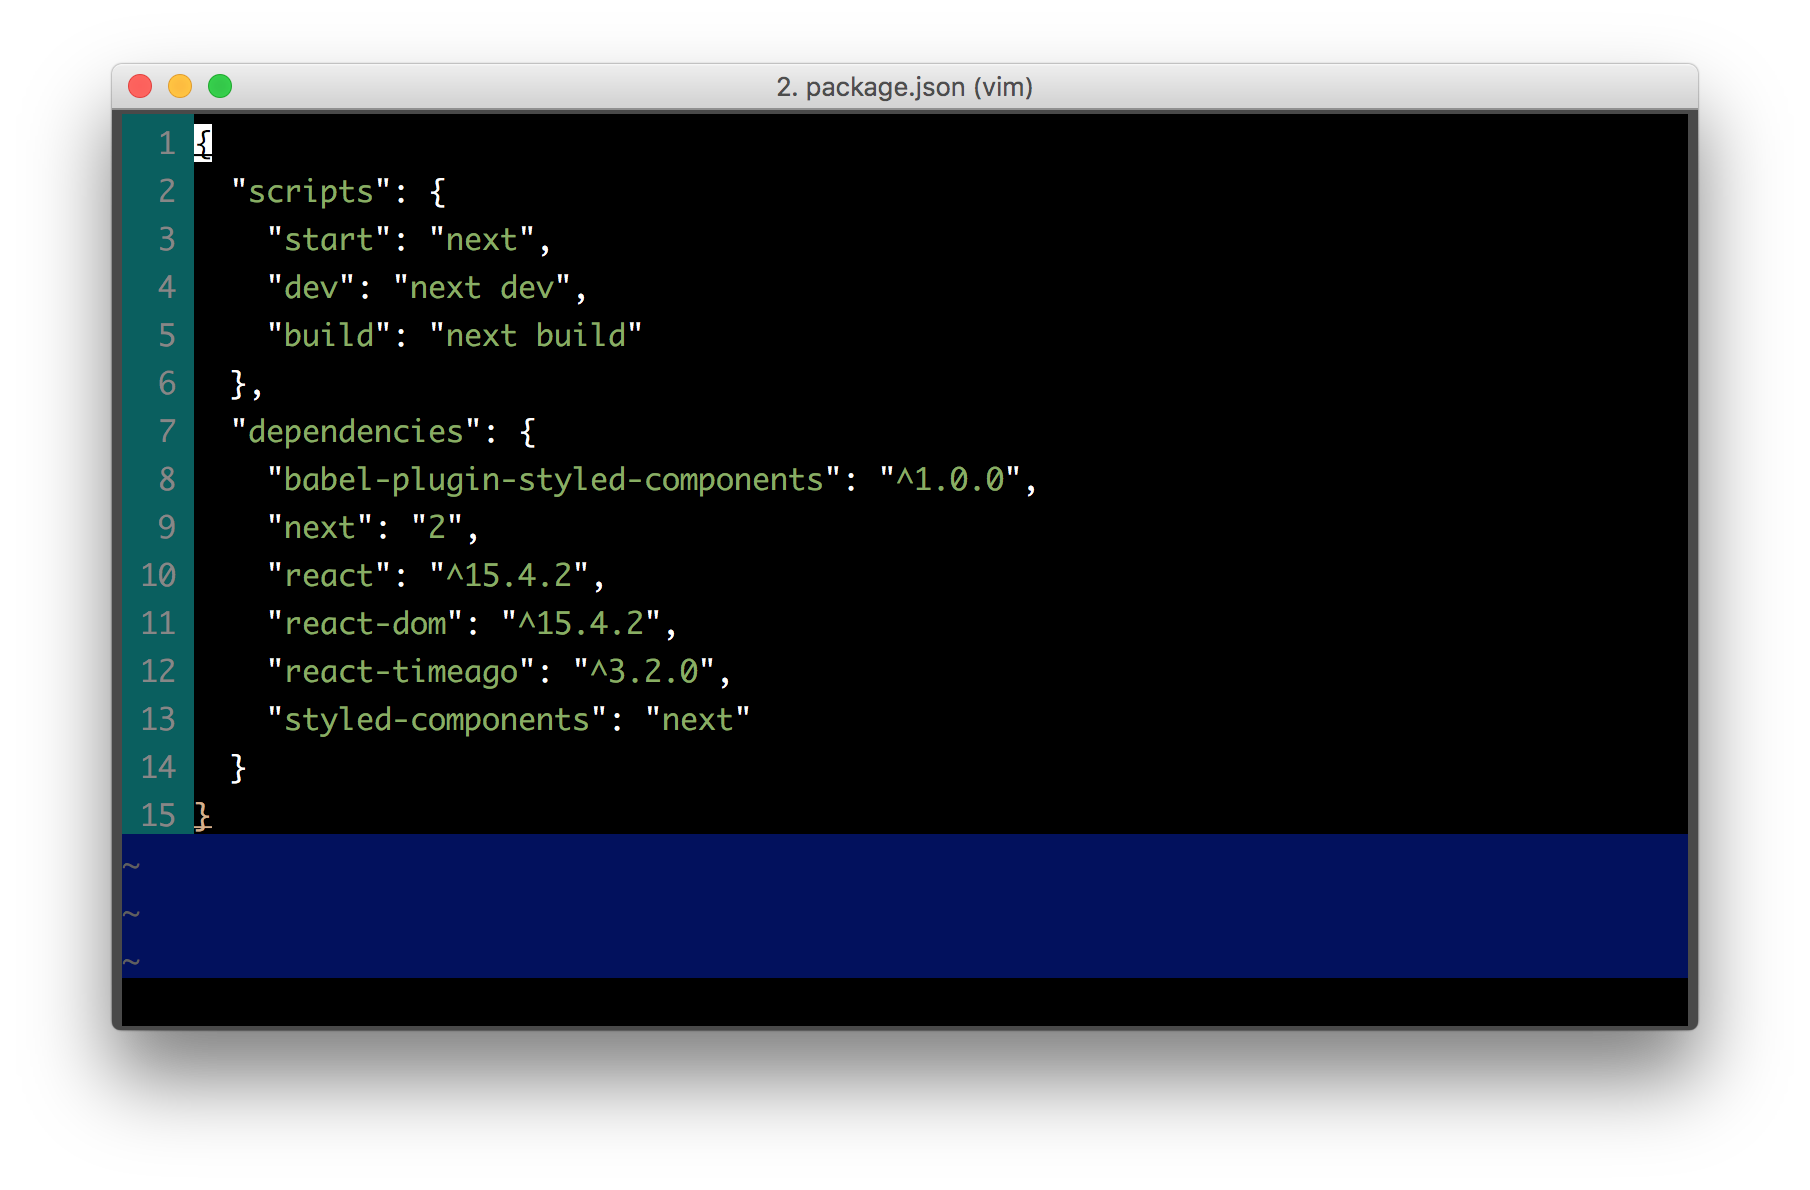 2. package.json (vim)
1 {
2   "scripts": {
3     "start": "next",
4     "dev": "next dev",
5     "build": "next build"
6   },
7   "dependencies": {
8     "babel-plugin-styled-components": "^1.0.0",
9     "next": "2",
10     "react": "^15.4.2",
11     "react-dom": "^15.4.2",
12     "react-timeago": "^3.2.0",
13     "styled-components": "next"
14   }
15 }
~
~
~